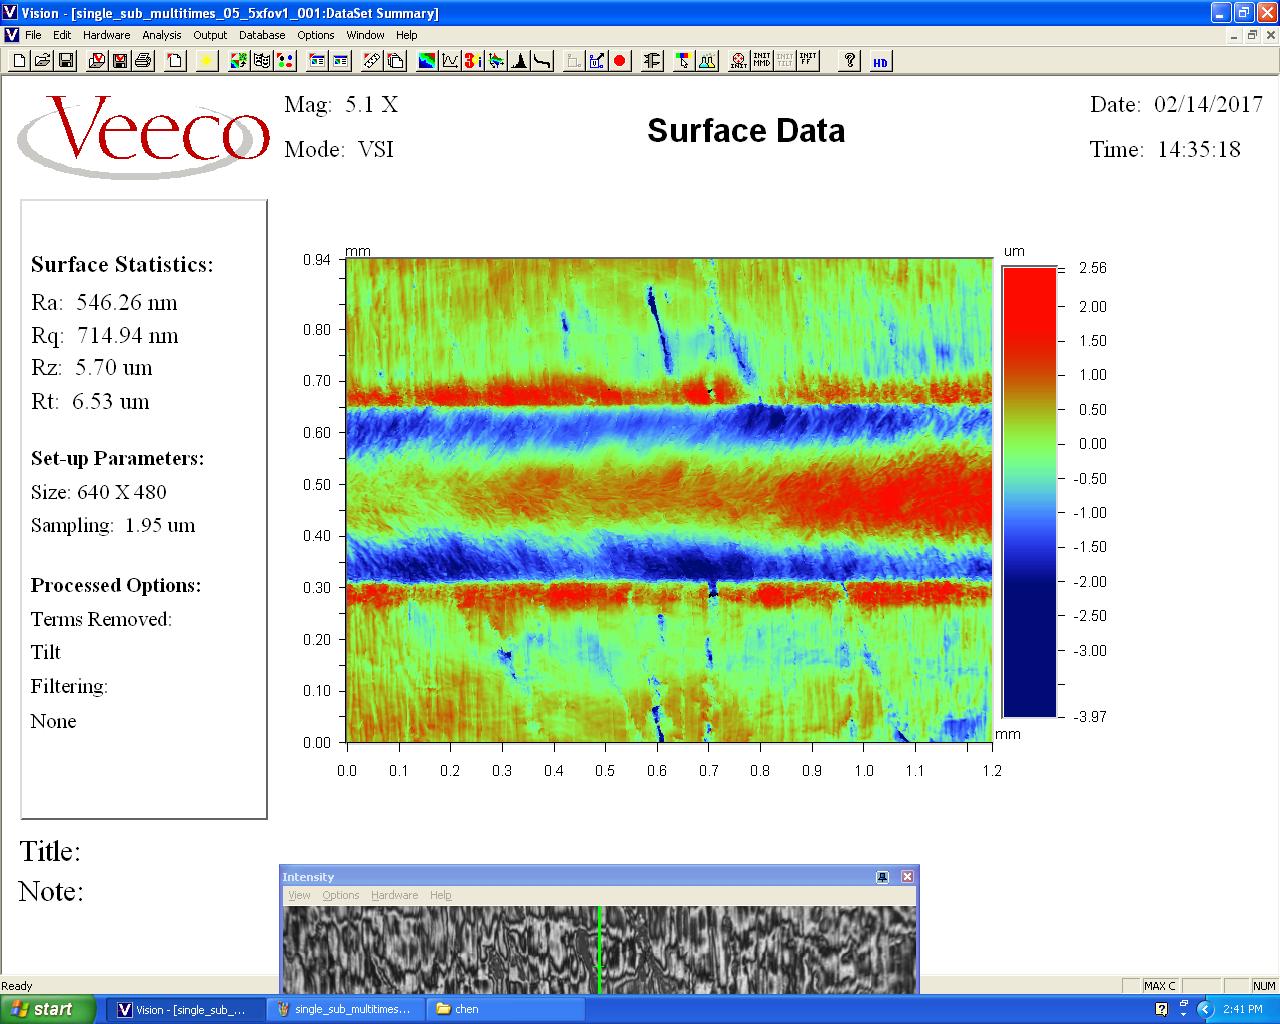 Vision - [single_sub_multitimes_05_5xfov1_001:DataSet Summary]
File Edit Hardware Analysis Output Database Options Window Help
Veeco
Mag: 5.1 X
Mode: VSI
Surface Data
Date: 02/14/2017
Time: 14:35:18
Surface Statistics:
Ra: 546.26 nm
Rq: 714.94 nm
Rz: 5.70 um
Rt: 6.53 um
Set-up Parameters:
Size: 640 X 480
Sampling: 1.95 um
Processed Options:
Terms Removed:
Tilt
Filtering:
None
Title:
Note:
mm
0.94
0.80
0.70
0.60
0.50
0.40
0.30
0.20
0.10
0.00
0.0 0.1 0.2 0.3 0.4 0.5 0.6 0.7 0.8 0.9 1.0 1.1 1.2
mm
um
2.56
2.00
1.50
1.00
0.50
0.00
-0.50
-1.00
-1.50
-2.00
-2.50
-3.00
-3.97
Intensity
View Options Hardware Help
Ready
MAX C
NUM
start
Vision - [single_sub_...
single_sub_multitimes...
chen
2:41 PM